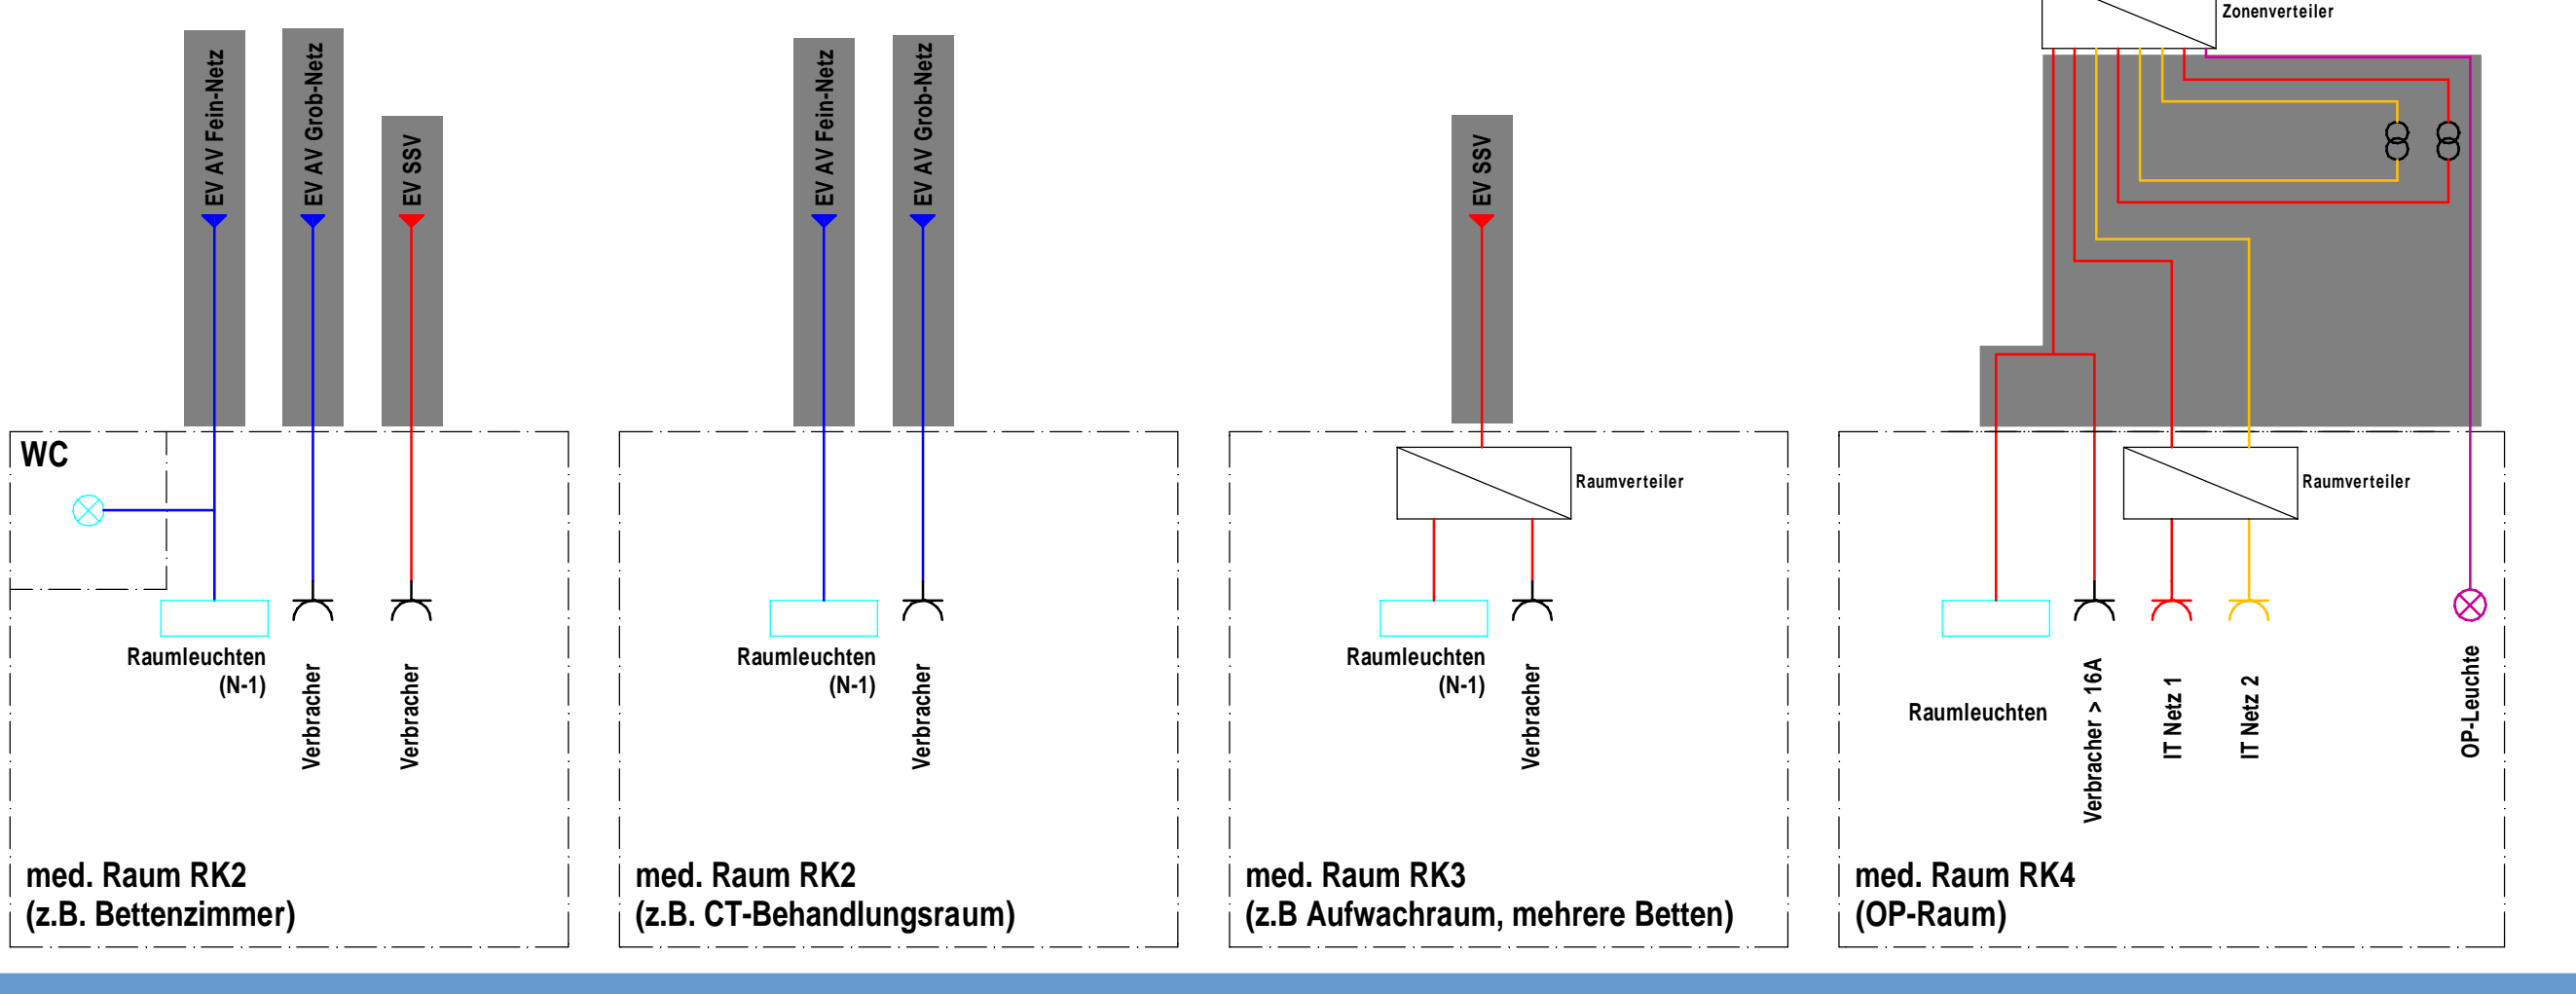 Zonenverteiler
EV AV Fein-Netz
EV AV Grob-Netz
EV SSV
EV AV Fein-Netz
EV AV Grob-Netz
EV SSV
WC
Raumleuchten
(N-1)
Verbracher
Verbracher
med. Raum RK2
(z.B. Bettenzimmer)
Raumleuchten
(N-1)
Verbracher
med. Raum RK2
(z.B. CT-Behandlungsraum)
Raumverteiler
Raumleuchten
(N-1)
Verbracher
med. Raum RK3
(z.B Aufwachraum, mehrere Betten)
Raumverteiler
Raumleuchten
Verbracher > 16A
IT Netz 1
IT Netz 2
OP-Leuchte
med. Raum RK4
(OP-Raum)